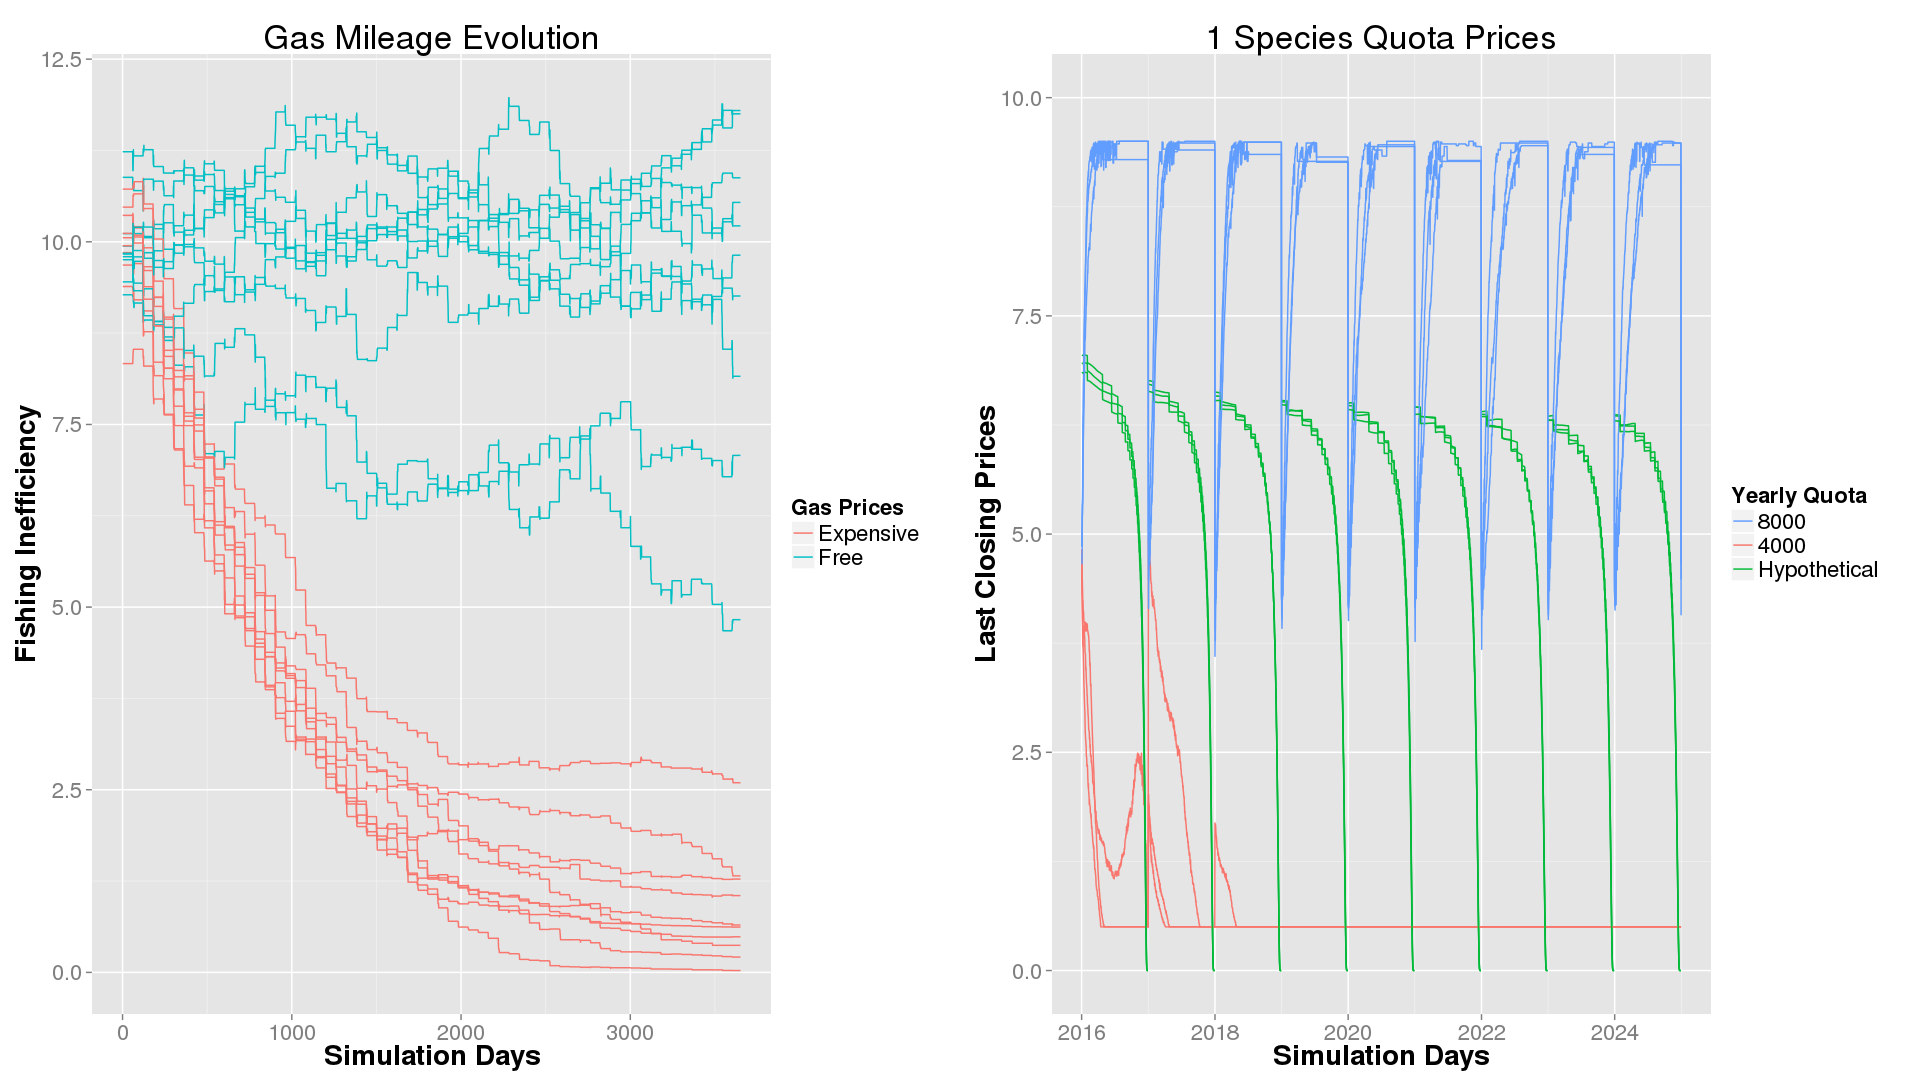 Gas Mileage Evolution
12.5
10.0
7.5
5.0
2.5
0.0
Fishing Inefficiency
0 1000 2000 3000
Simulation Days
Gas Prices
Expensive
Free
1 Species Quota Prices
10.0
7.5
5.0
2.5
0.0
Last Closing Prices
2016 2018 2020 2022 2024
Simulation Days
Yearly Quota
8000
4000
Hypothetical